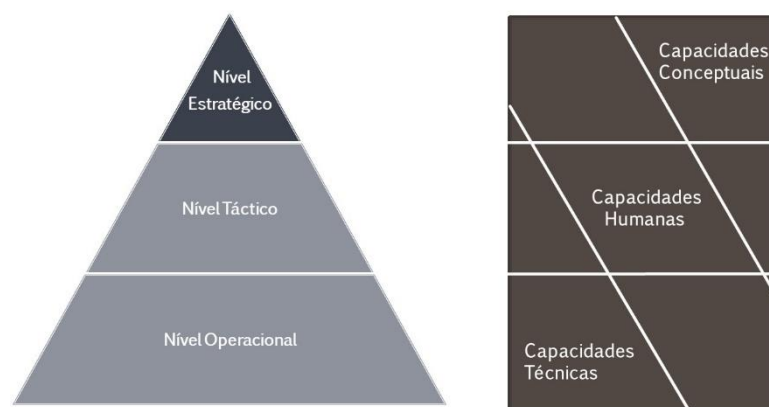 Nível
Estratégico
Nível Táctico
Nível Operacional
Capacidades
Conceptuais
Capacidades
Humanas
Capacidades
Técnicas